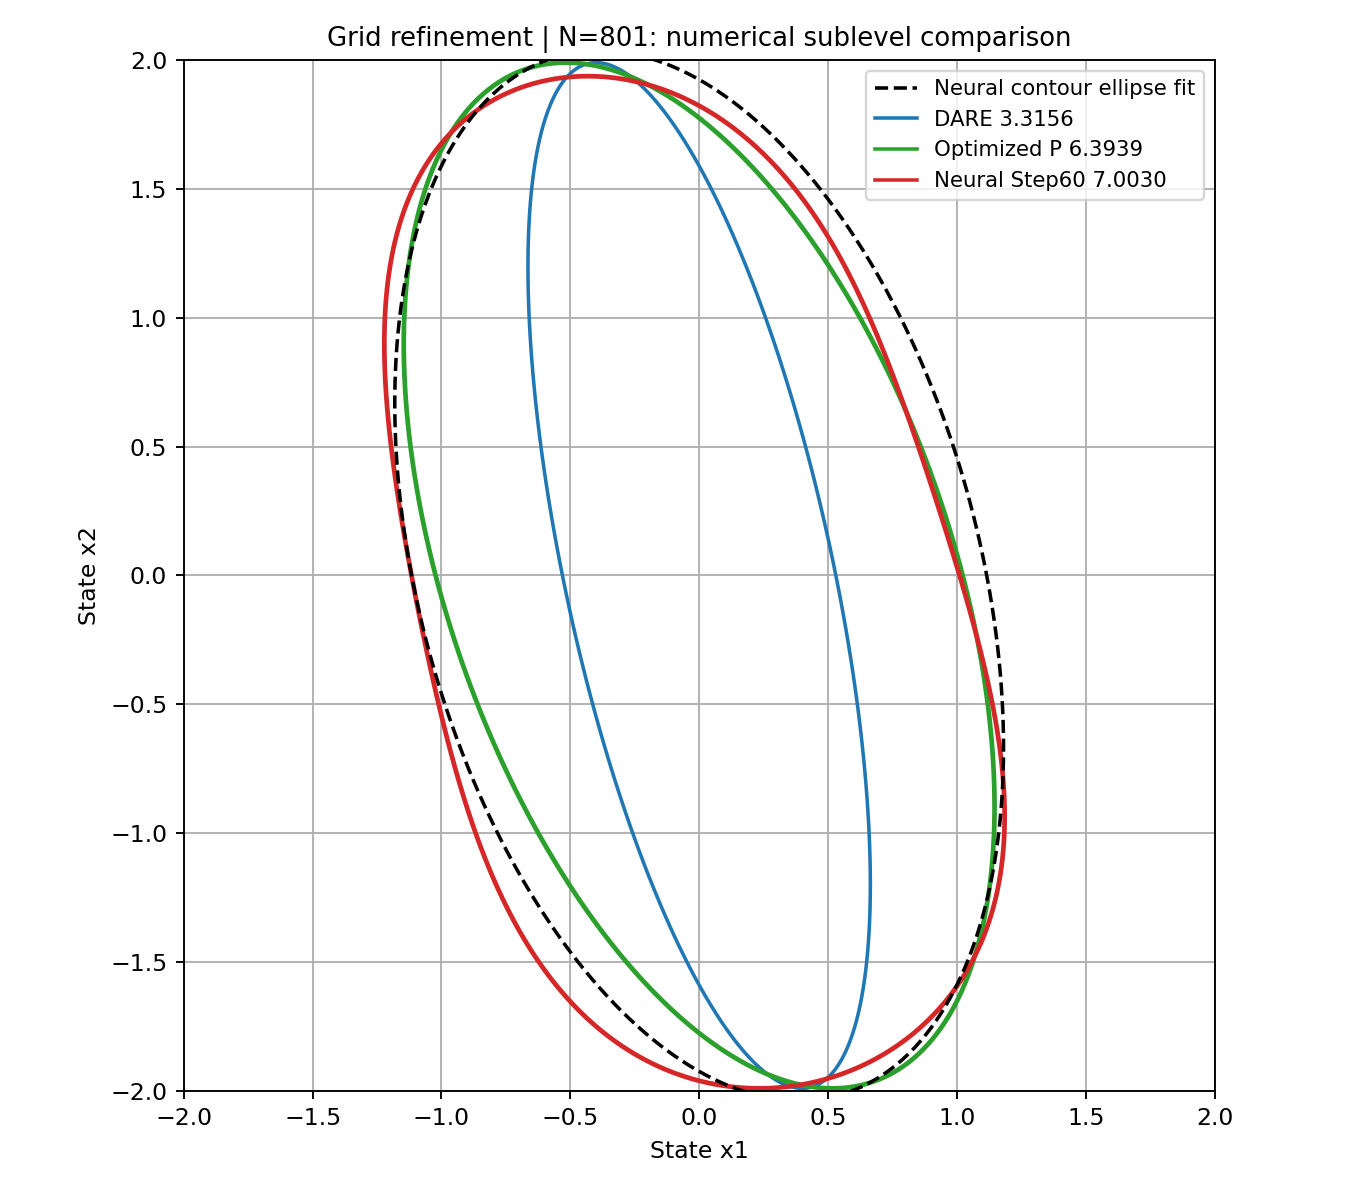 Grid refinement | N=801: numerical sublevel comparison
Neural contour ellipse fit
DARE 3.3156
Optimized P 6.3939
Neural Step60 7.0030
State x2
2.0
1.5
1.0
0.5
0.0
−0.5
−1.0
−1.5
−2.0
−2.0 −1.5 −1.0 −0.5 0.0 0.5 1.0 1.5 2.0
State x1